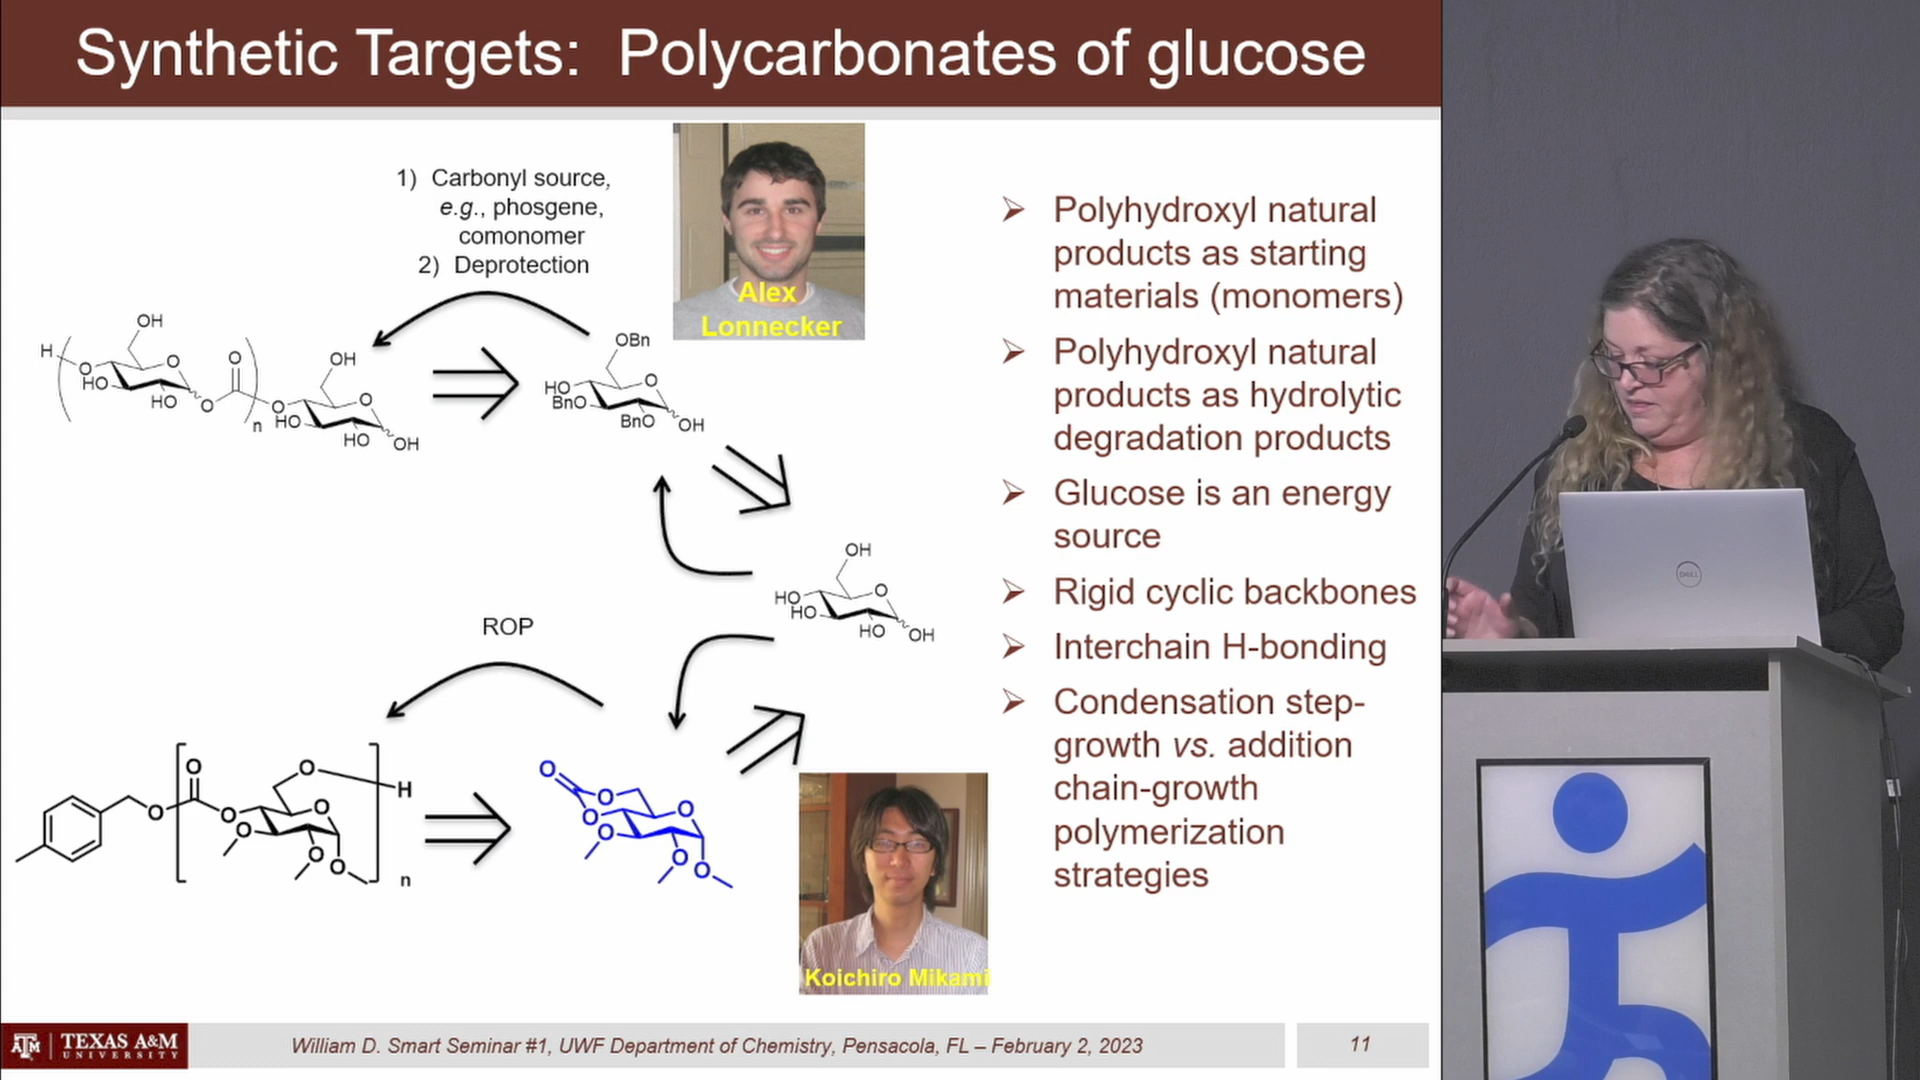 Synthetic Targets: Polycarbonates of glucose
1) Carbonyl source,
e.g., phosgene,
comonomer
2) Deprotection
Alex
Lonnecker
OH
H
O
O
O
HO
HO
O
n
O
OH
O
HO
HO
OH
OBn
HO
O
BnO
BnO
OH
OH
HO
O
HO
HO
OH
ROP
O
O
O
O
O
O
O
O
H
n
O
O
O
O
O
O
O
Koichiro Mikami
Polyhydroxyl natural
products as starting
materials (monomers)
Polyhydroxyl natural
products as hydrolytic
degradation products
Glucose is an energy
source
Rigid cyclic backbones
Interchain H-bonding
Condensation step-
growth vs. addition
chain-growth
polymerization
strategies
ATM TEXAS A&M
UNIVERSITY
William D. Smart Seminar #1, UWF Department of Chemistry, Pensacola, FL – February 2, 2023
11
DELL